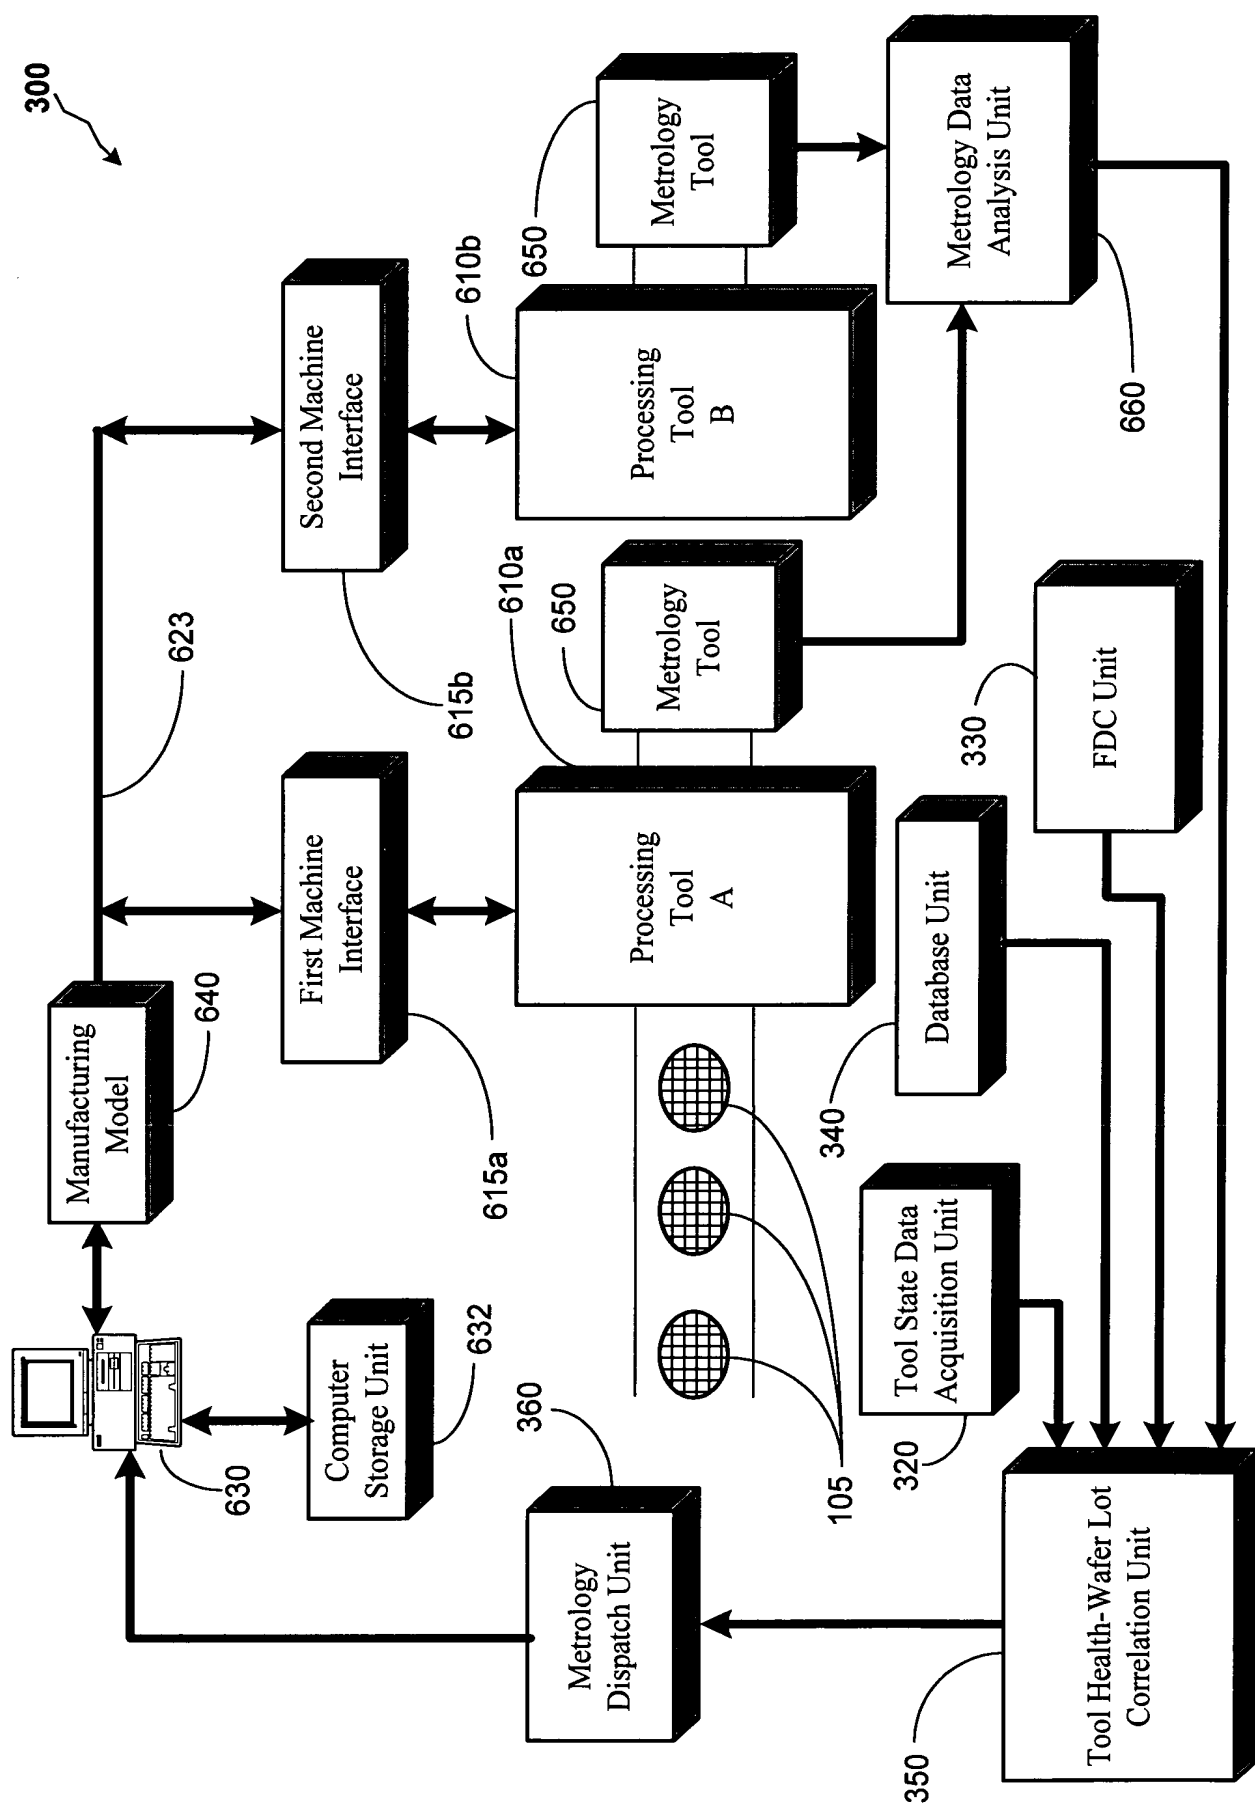 300
630
Manufacturing
Model
640
623
Computer
Storage Unit
632
First Machine
Interface
615a
Second Machine
Interface
615b
Metrology
Dispatch Unit
360
105
Processing
Tool
A
610a
Metrology
Tool
650
Processing
Tool
B
610b
Metrology
Tool
650
Metrology Data
Analysis Unit
660
Tool State Data
Acquisition Unit
320
Database Unit
340
FDC Unit
330
Tool Health-Wafer Lot
Correlation Unit
350